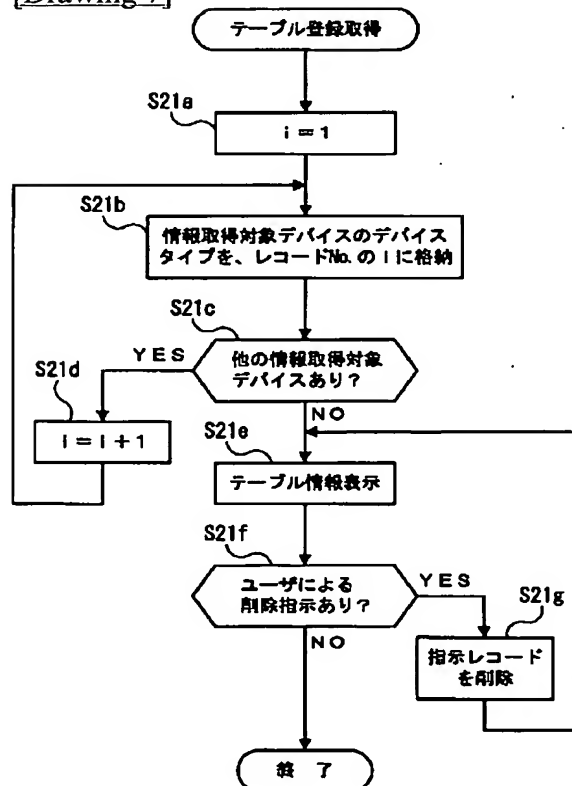 [Drawing 7]
テーブル登録取得
S21a
i = 1
S21b
情報取得対象デバイスのデバイス
タイプを、レコードNo.のiに格納
S21c
YES
他の情報取得対象
デバイスあり?
S21d
NO
i = i + 1
S21e
テーブル情報表示
S21f
ユーザによる
削除指示あり?
YES
S21g
NO
指示レコード
を削除
終 了